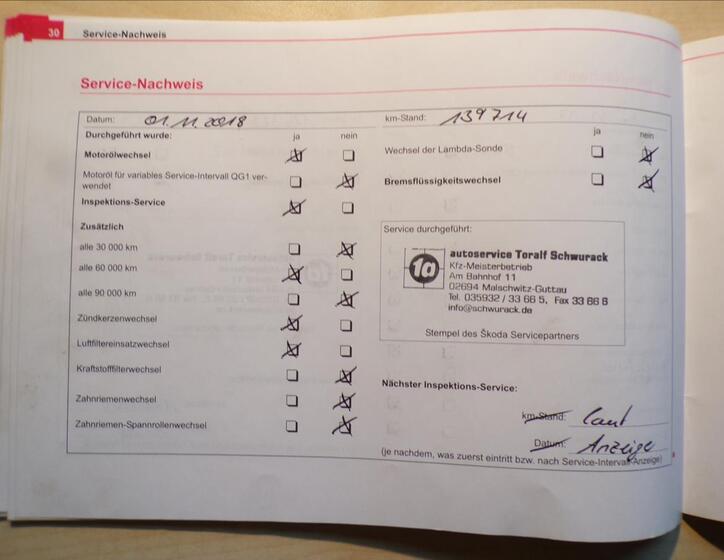 30 Service-Nachweis
Service-Nachweis
Datum: 01.11.2018 km-Stand: 139714
Durchgeführt wurde: ja nein ja nein
Motorölwechsel Wechsel der Lambda-Sonde
Motoröl für variables Service-Intervall QG1 ver-
wendet Bremsflüssigkeitswechsel
Inspektions-Service
Zusätzlich
alle 30 000 km
alle 60 000 km
alle 90 000 km
Zündkerzenwechsel
Luftfiltereinsatzwechsel
Kraftstofffilterwechsel
Zahnriemenwechsel
Zahnriemen-Spannrollenwechsel
Service durchgeführt:
1a autoservice Toralf Schwurack
Kfz-Meisterbetrieb
Am Bahnhof 11
02694 Malschwitz-Guttau
Tel. 035932 / 33 66 5, Fax 33 66 6
info@schwurack.de
Stempel des Škoda Servicepartners
Nächster Inspektions-Service:
km-Stand: laut
Datum: Anzeige
(je nachdem, was zuerst eintritt bzw. nach Service-Intervall-Anzeige)